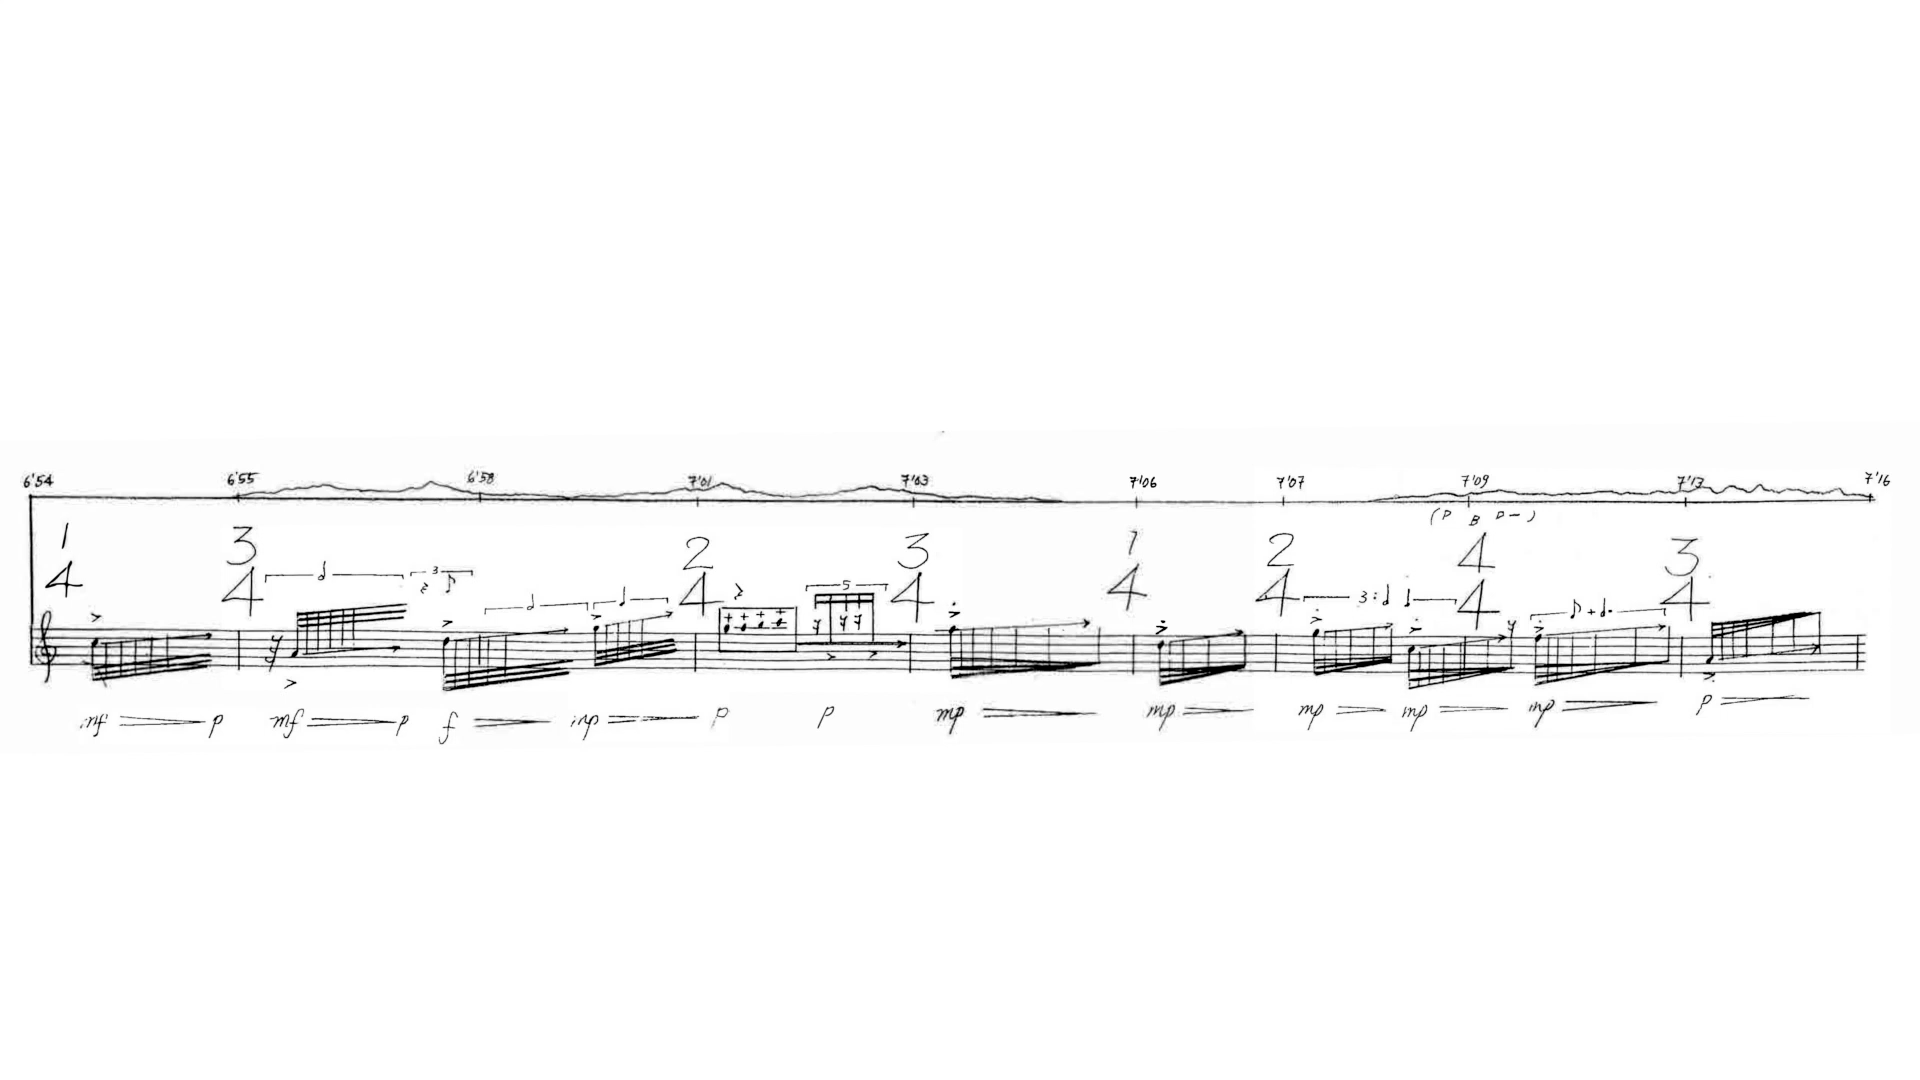 6'54 6'55 6'58 7'01 7'03 7'06 7'07 7'09 7'13 7'16
(P B P—)
1 3 2 3 1 2 4 3
4 4 4 4 4 4 4 4
3 5 3:
mf p mf p f mp p p mp mp mp mp mp p